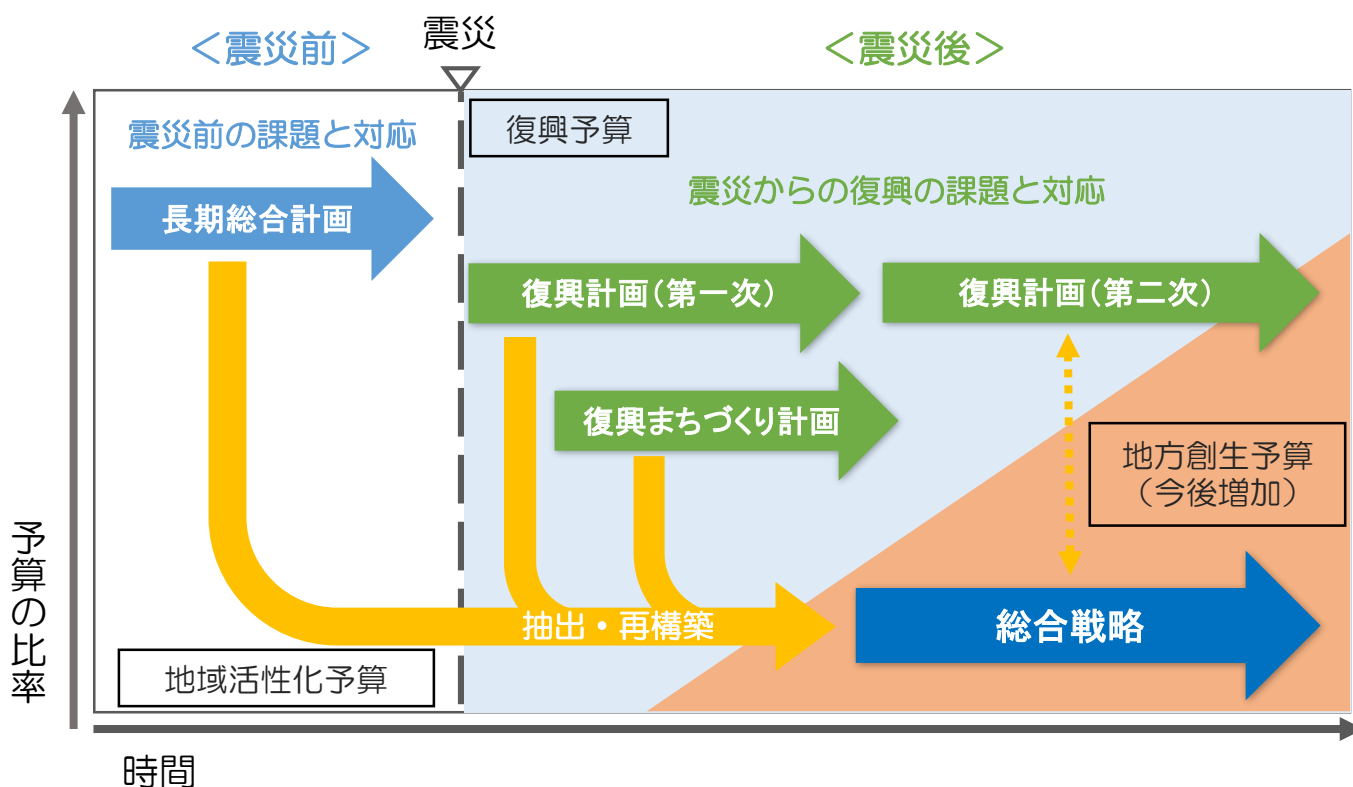 ＜震災前＞
震災
＜震災後＞
震災前の課題と対応
復興予算
震災からの復興の課題と対応
長期総合計画
復興計画（第一次）
復興計画（第二次）
復興まちづくり計画
地方創生予算
（今後増加）
抽出・再構築
総合戦略
地域活性化予算
予算の比率
時間